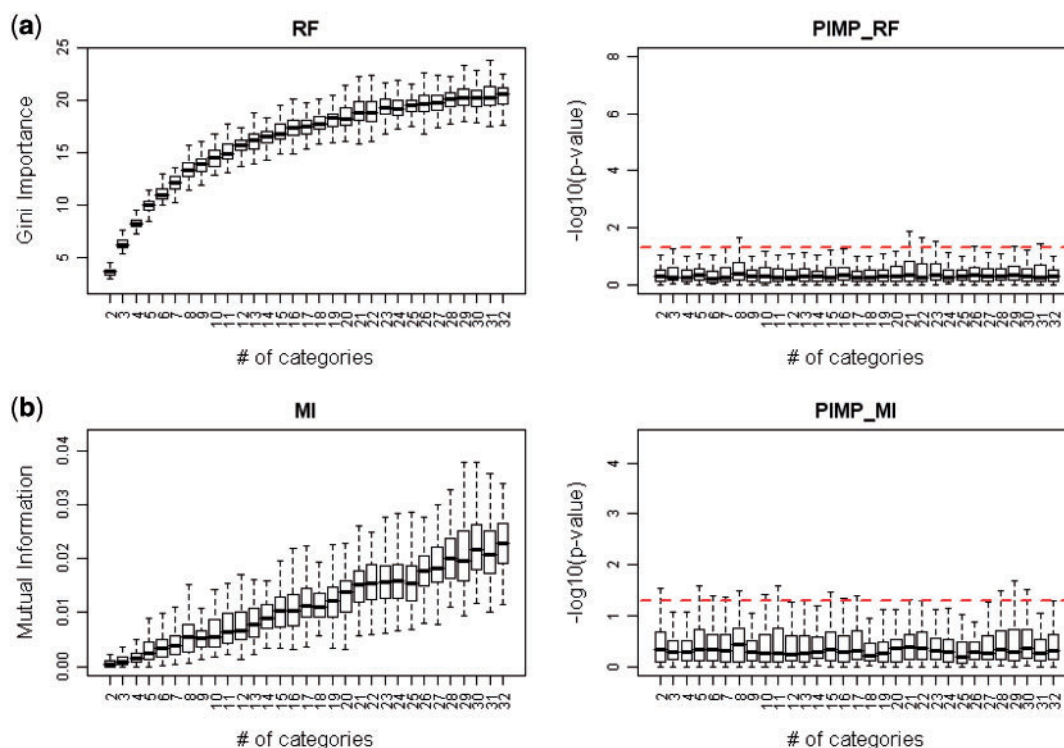 (a)
RF
Gini Importance
25
20
15
10
5
2 3 4 5 6 7 8 9 10 11 12 13 14 15 16 17 18 19 20 21 22 23 24 25 26 27 28 29 30 31 32
# of categories
PIMP_RF
-log10(p-value)
8
6
4
2
0
2 3 4 5 6 7 8 9 10 11 12 13 14 15 16 17 18 19 20 21 22 23 24 25 26 27 28 29 30 31 32
# of categories
(b)
MI
Mutual Information
0.04
0.03
0.02
0.01
0.00
2 3 4 5 6 7 8 9 10 11 12 13 14 15 16 17 18 19 20 21 22 23 24 25 26 27 28 29 30 31 32
# of categories
PIMP_MI
-log10(p-value)
4
3
2
1
0
2 3 4 5 6 7 8 9 10 11 12 13 14 15 16 17 18 19 20 21 22 23 24 25 26 27 28 29 30 31 32
# of categories